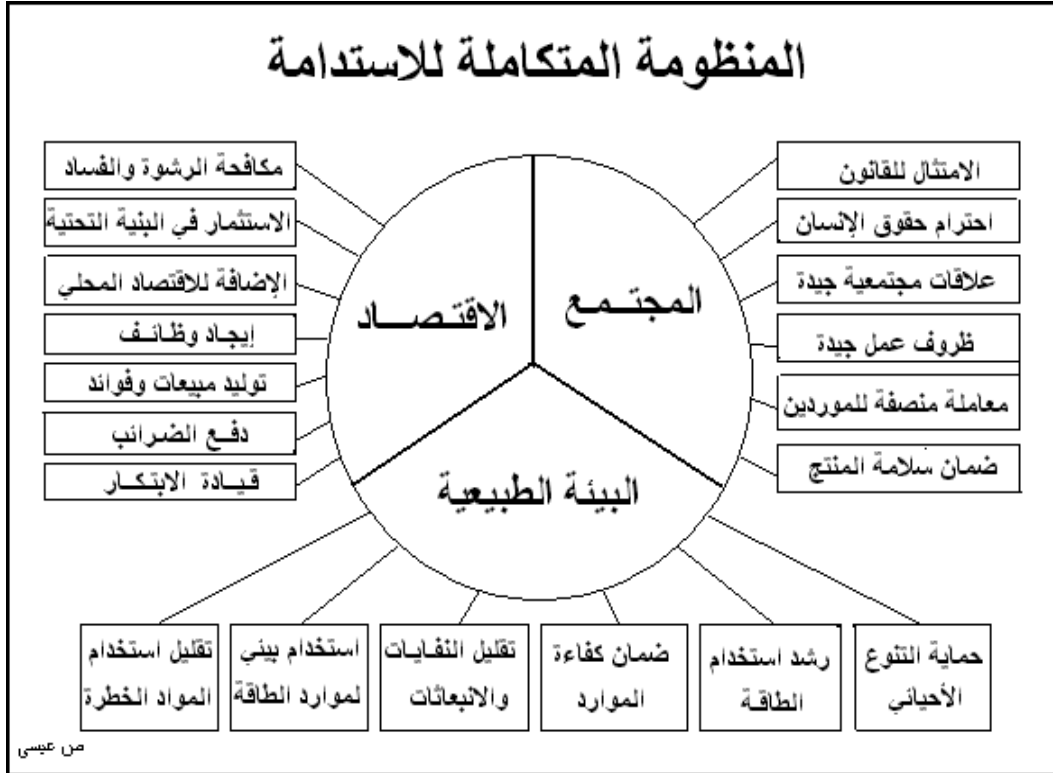 المنظومة المتكاملة للاستدامة
الامتثال للقانون
احترام حقوق الإنسان
علاقات مجتمعية جيدة
ظروف عمل جيدة
معاملة منصفة للموردين
ضمان سلامة المنتج
المجتمع
الاقتصاد
البيئة الطبيعية
مكافحة الرشوة والفساد
الاستثمار في البنية التحتية
الإضافة للاقتصاد المحلي
إيجاد وظائف
توليد مبيعات وفوائد
دفع الضرائب
قيادة الابتكار
حماية التنوع
الأحيائي
رشد استخدام
الطاقة
ضمان كفاءة
الموارد
تقليل النفايات
والانبعاثات
استخدام بيئي
لموارد الطاقة
تقليل استخدام
المواد الخطرة
ص عيسى